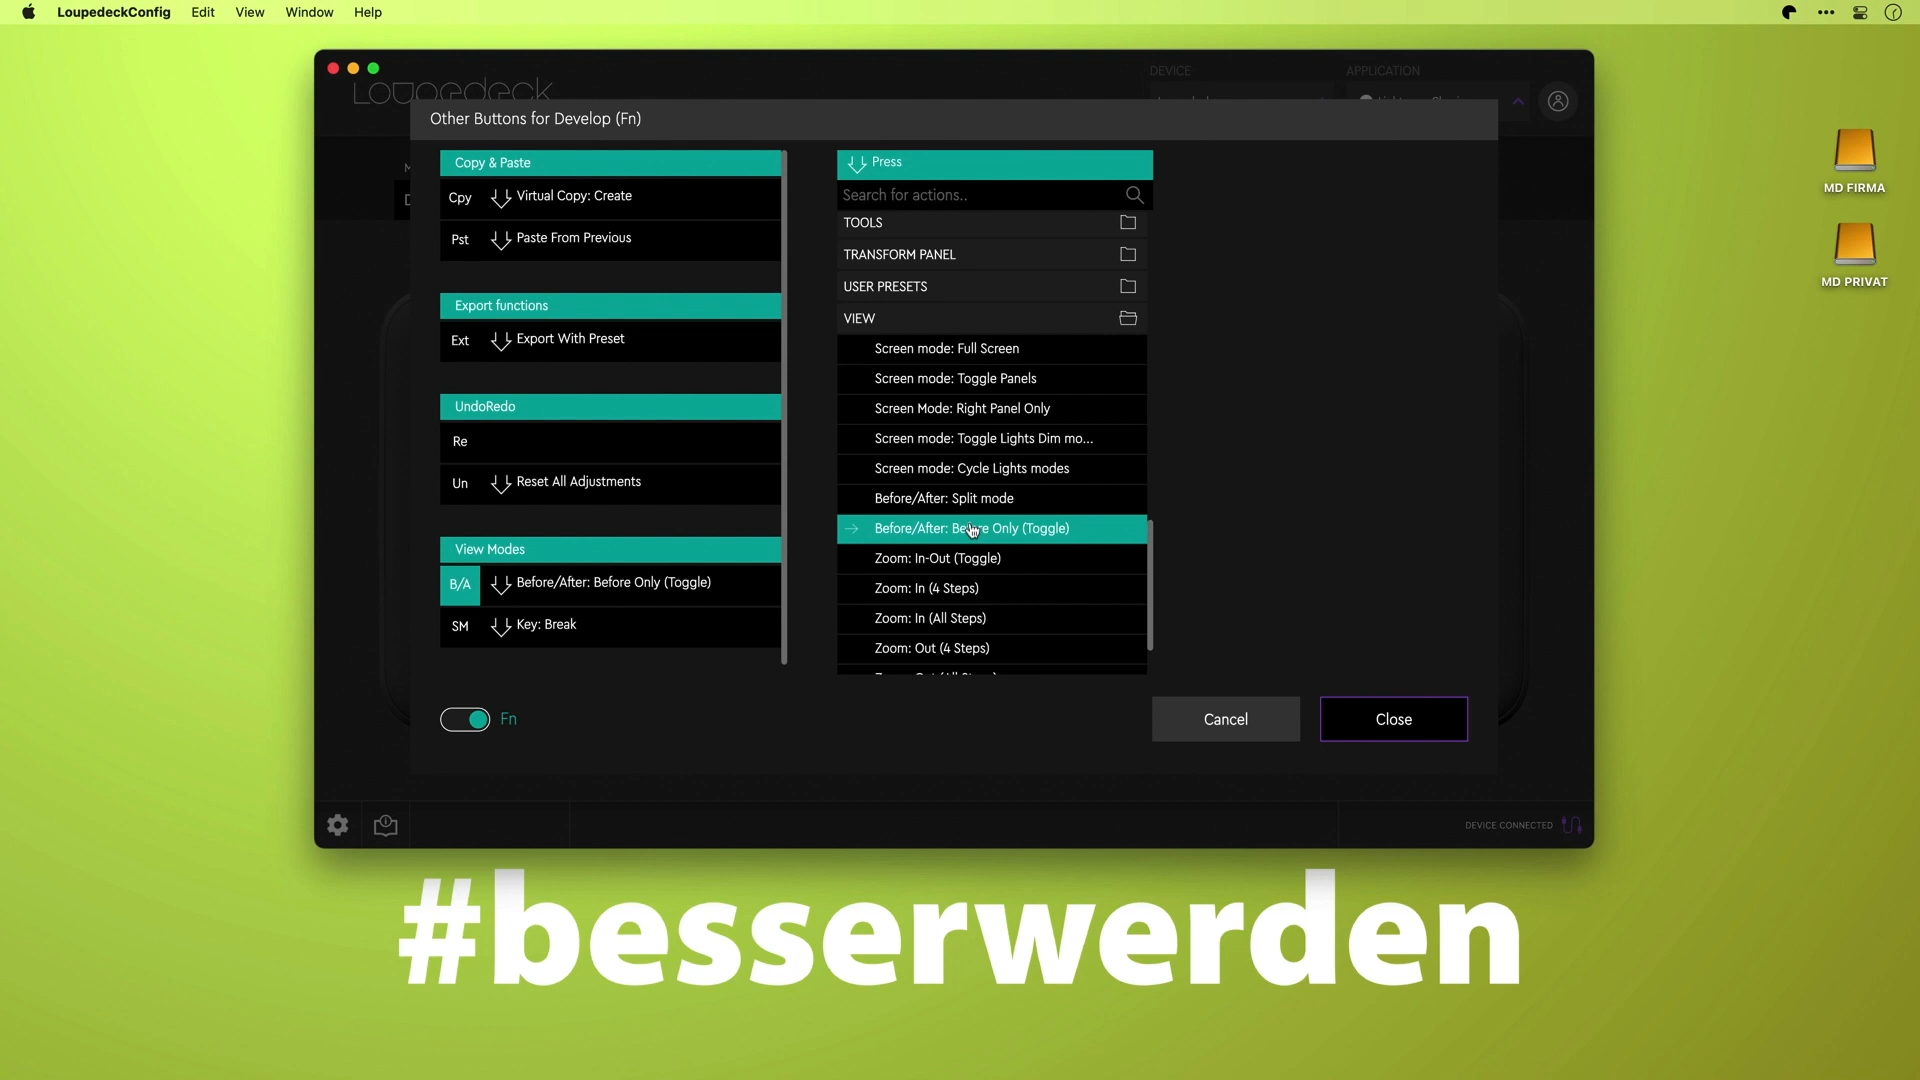 LoupedeckConfig Edit View Window Help
Loupedeck
DEVICE
APPLICATION
Other Buttons for Develop (Fn)
Copy & Paste
Cpy Virtual Copy: Create
Pst Paste From Previous
Export functions
Ext Export With Preset
UndoRedo
Re
Un Reset All Adjustments
View Modes
B/A Before/After: Before Only (Toggle)
SM Key: Break
Fn
Press
Search for actions..
TOOLS
TRANSFORM PANEL
USER PRESETS
VIEW
Screen mode: Full Screen
Screen mode: Toggle Panels
Screen Mode: Right Panel Only
Screen mode: Toggle Lights Dim mo...
Screen mode: Cycle Lights modes
Before/After: Split mode
Before/After: Before Only (Toggle)
Zoom: In-Out (Toggle)
Zoom: In (4 Steps)
Zoom: In (All Steps)
Zoom: Out (4 Steps)
Cancel
Close
DEVICE CONNECTED
MD FIRMA
MD PRIVAT
#besserwerden